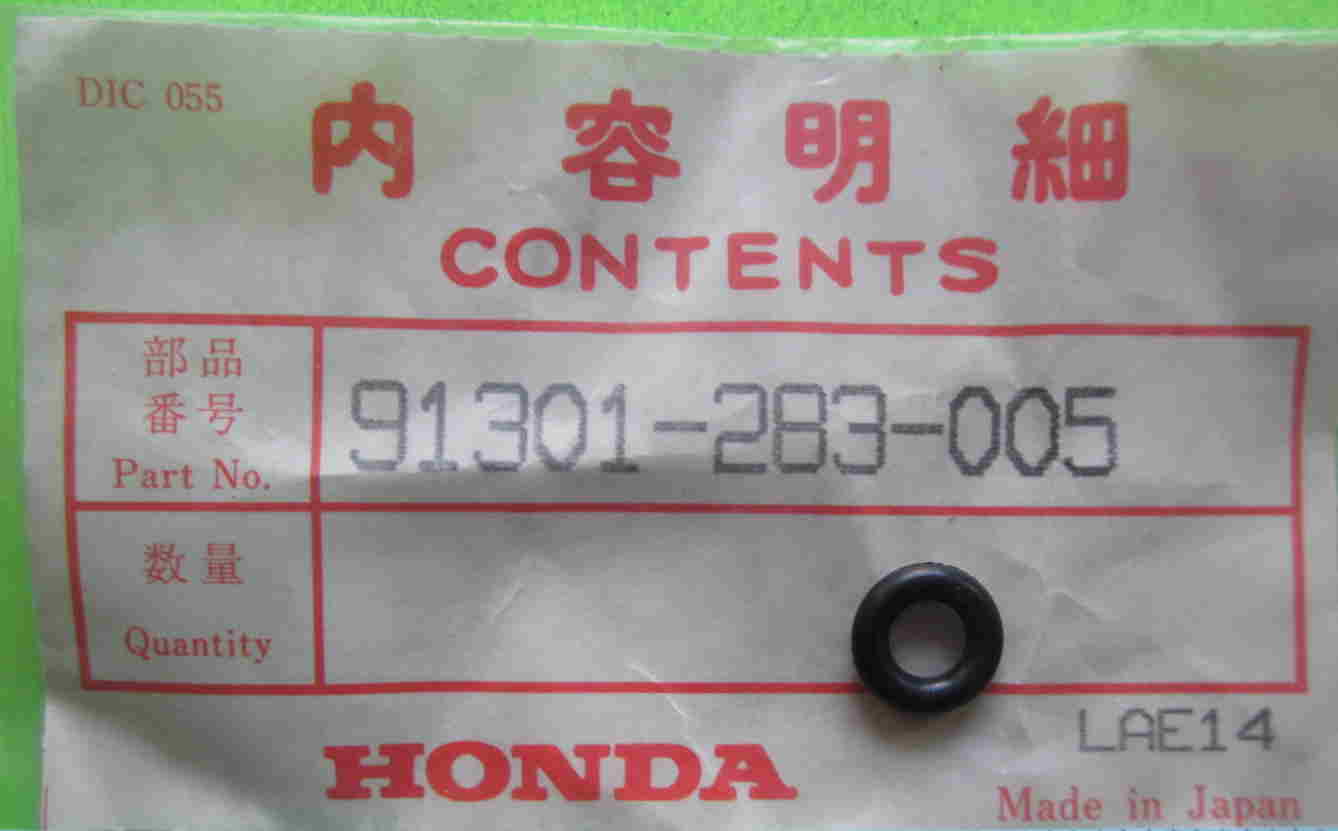 DIC 055
内容明細
CONTENTS
部品
番号
Part No.
91301-283-005
数量
Quantity
HONDA
LAE14
Made in Japan